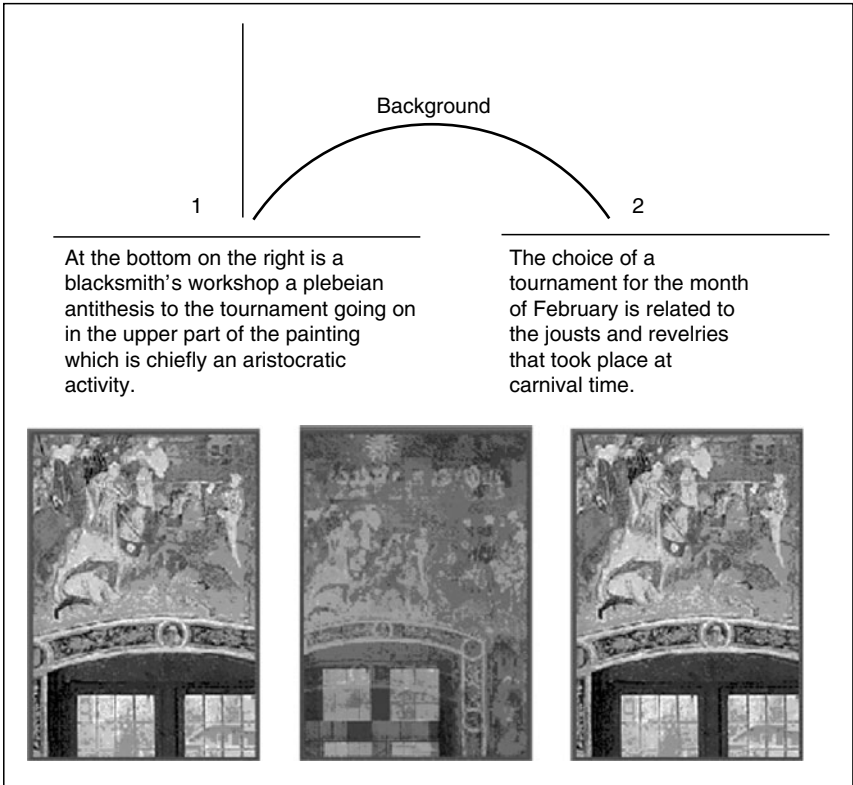 Background
1
2
At the bottom on the right is a
blacksmith's workshop a plebeian
antithesis to the tournament going on
in the upper part of the painting
which is chiefly an aristocratic
activity.
The choice of a
tournament for the month
of February is related to
the jousts and revelries
that took place at
carnival time.